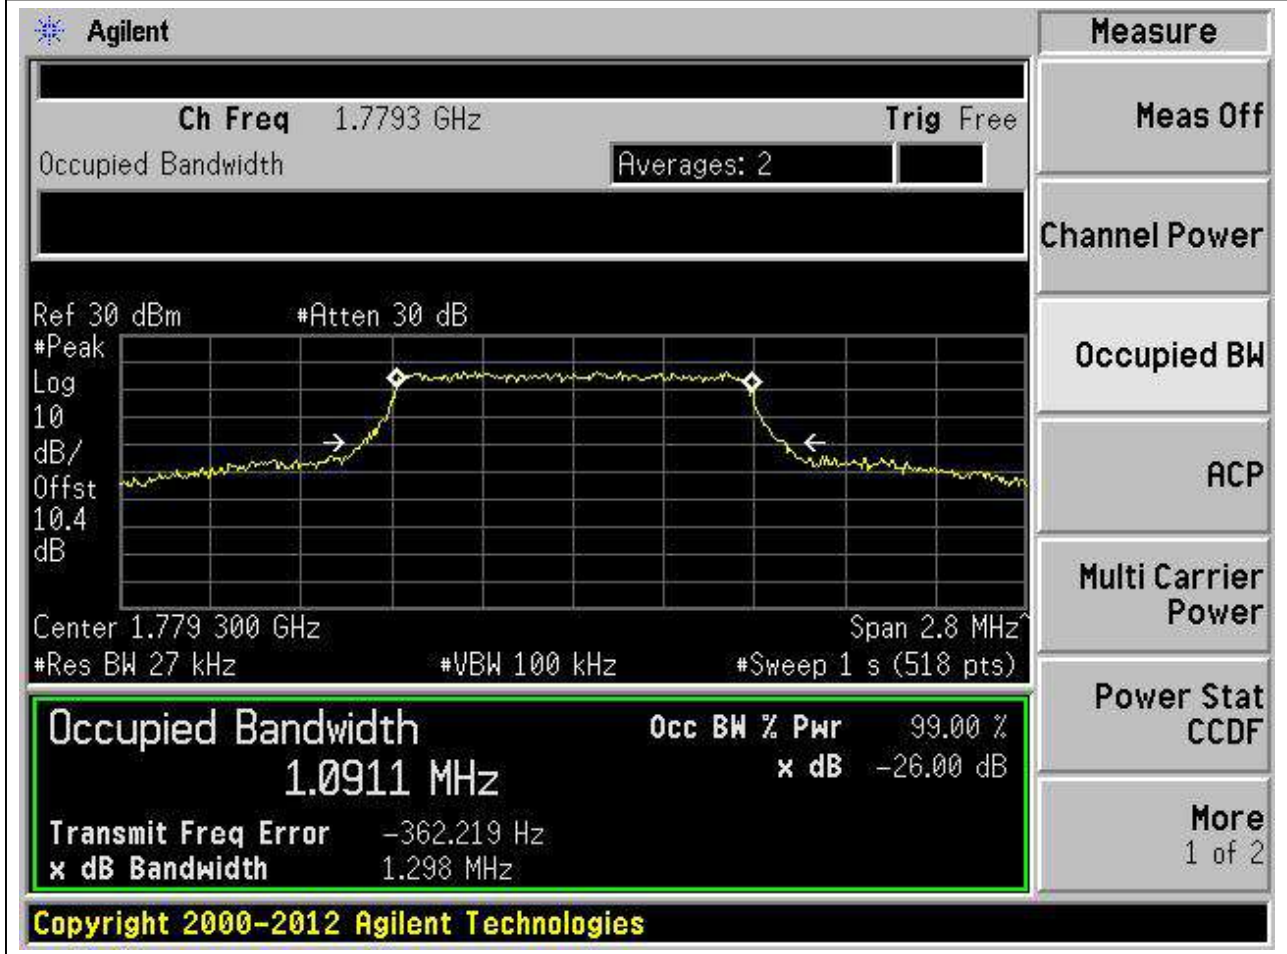 Agilent
Measure
Ch Freq 1.7793 GHz Trig Free
Occupied Bandwidth Averages: 2
Ref 30 dBm #Atten 30 dB
#Peak
Log
10
dB/
Offst
10.4
dB
Center 1.779 300 GHz Span 2.8 MHz^
#Res BW 27 kHz #VBW 100 kHz #Sweep 1 s (518 pts)
Occupied Bandwidth Occ BW % Pwr 99.00 %
1.0911 MHz x dB -26.00 dB
Transmit Freq Error -362.219 Hz
x dB Bandwidth 1.298 MHz
Copyright 2000-2012 Agilent Technologies
Meas Off
Channel Power
Occupied BW
ACP
Multi Carrier
Power
Power Stat
CCDF
More
1 of 2